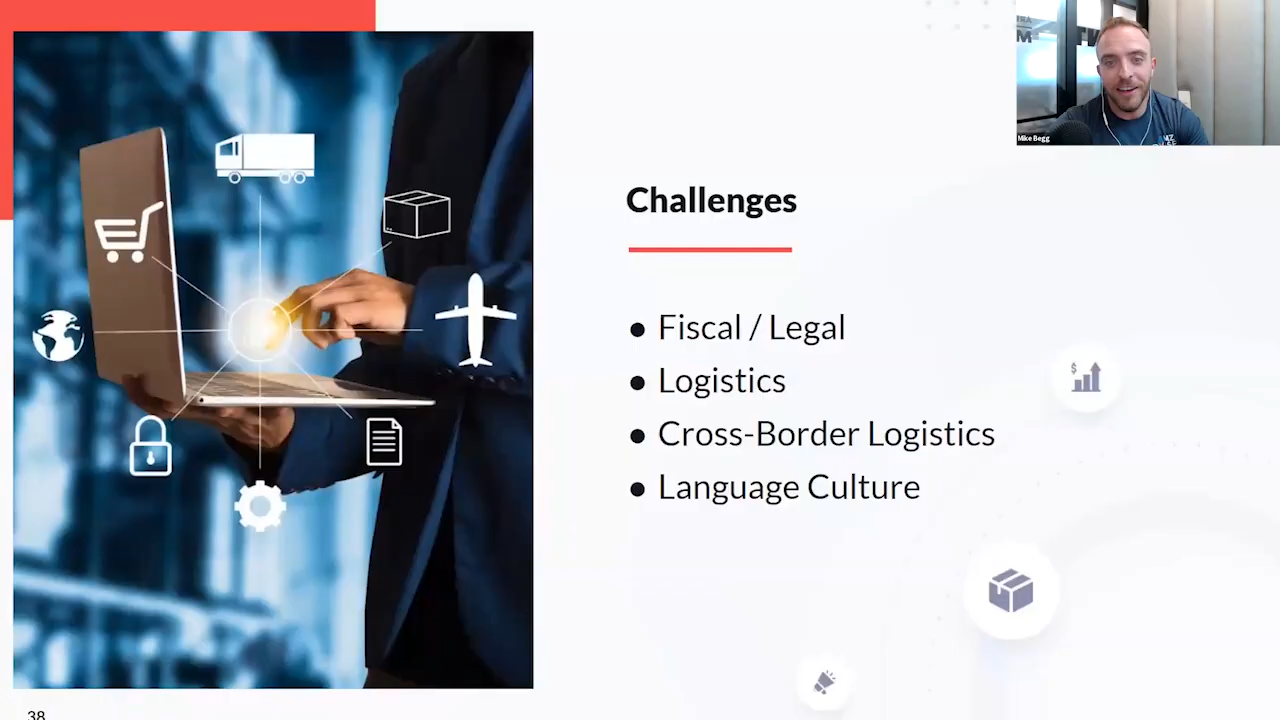 Mike Begg
Challenges
● Fiscal / Legal
● Logistics
● Cross-Border Logistics
● Language Culture
38